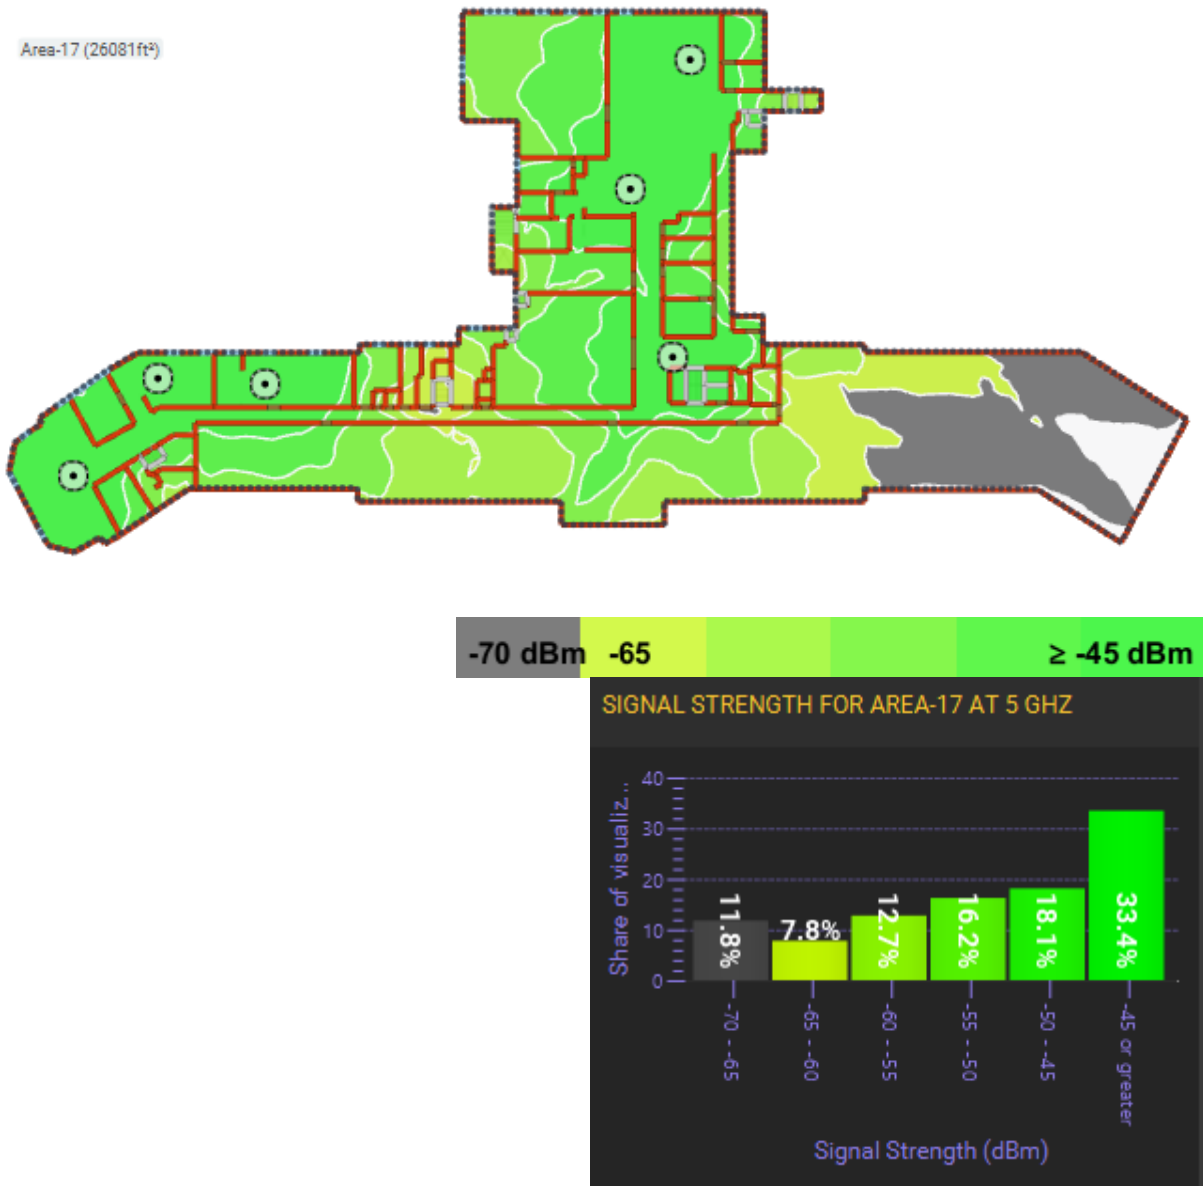 Area-17 (26081ft²)
-70 dBm -65 ≥ -45 dBm
SIGNAL STRENGTH FOR AREA-17 AT 5 GHZ
Share of visualiz...
40
30
20
10
0
11.8%
7.8%
12.7%
16.2%
18.1%
33.4%
-70 - -65
-65 - -60
-60 - -55
-55 - -50
-50 - -45
-45 or greater
Signal Strength (dBm)